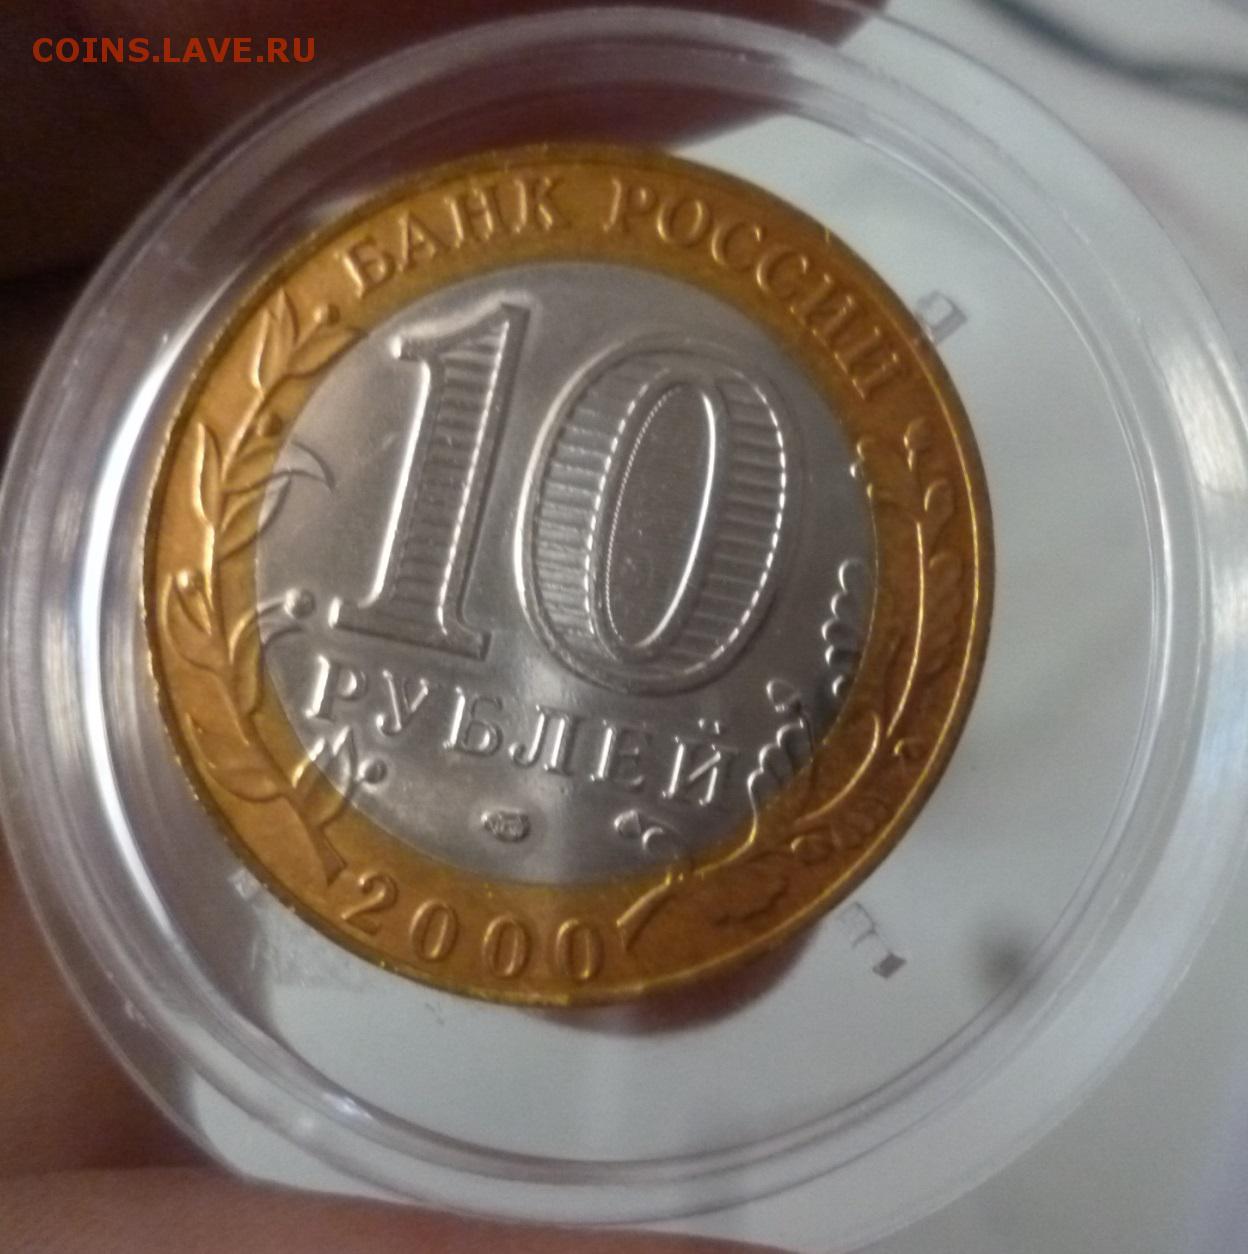 COINS.LAVE.RU
БАНК РОССИИ
10
РУБЛЕЙ
2000